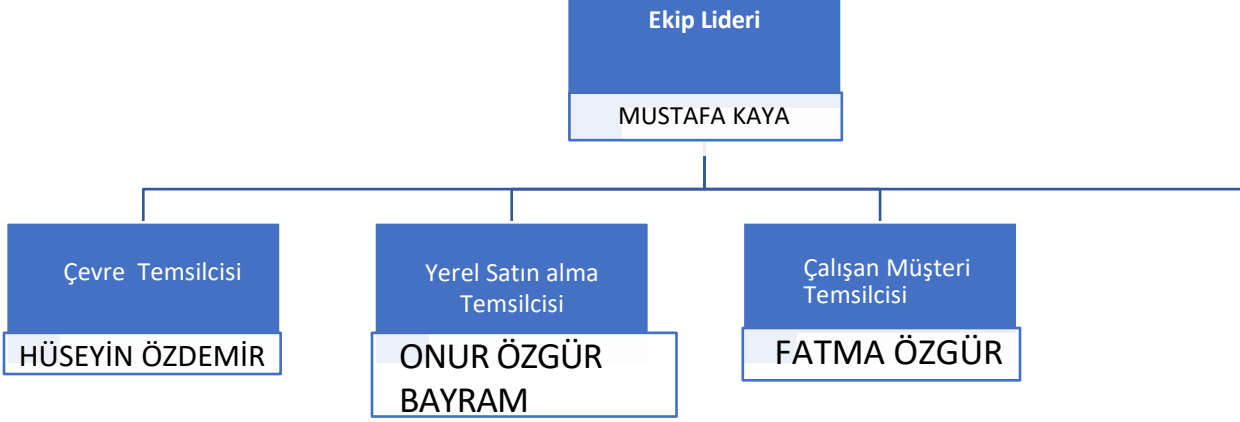 Ekip Lideri
MUSTAFA KAYA
Çevre Temsilcisi
HÜSEYİN ÖZDEMİR
Yerel Satın alma
Temsilcisi
ONUR ÖZGÜR
BAYRAM
Çalışan Müşteri
Temsilcisi
FATMA ÖZGÜR